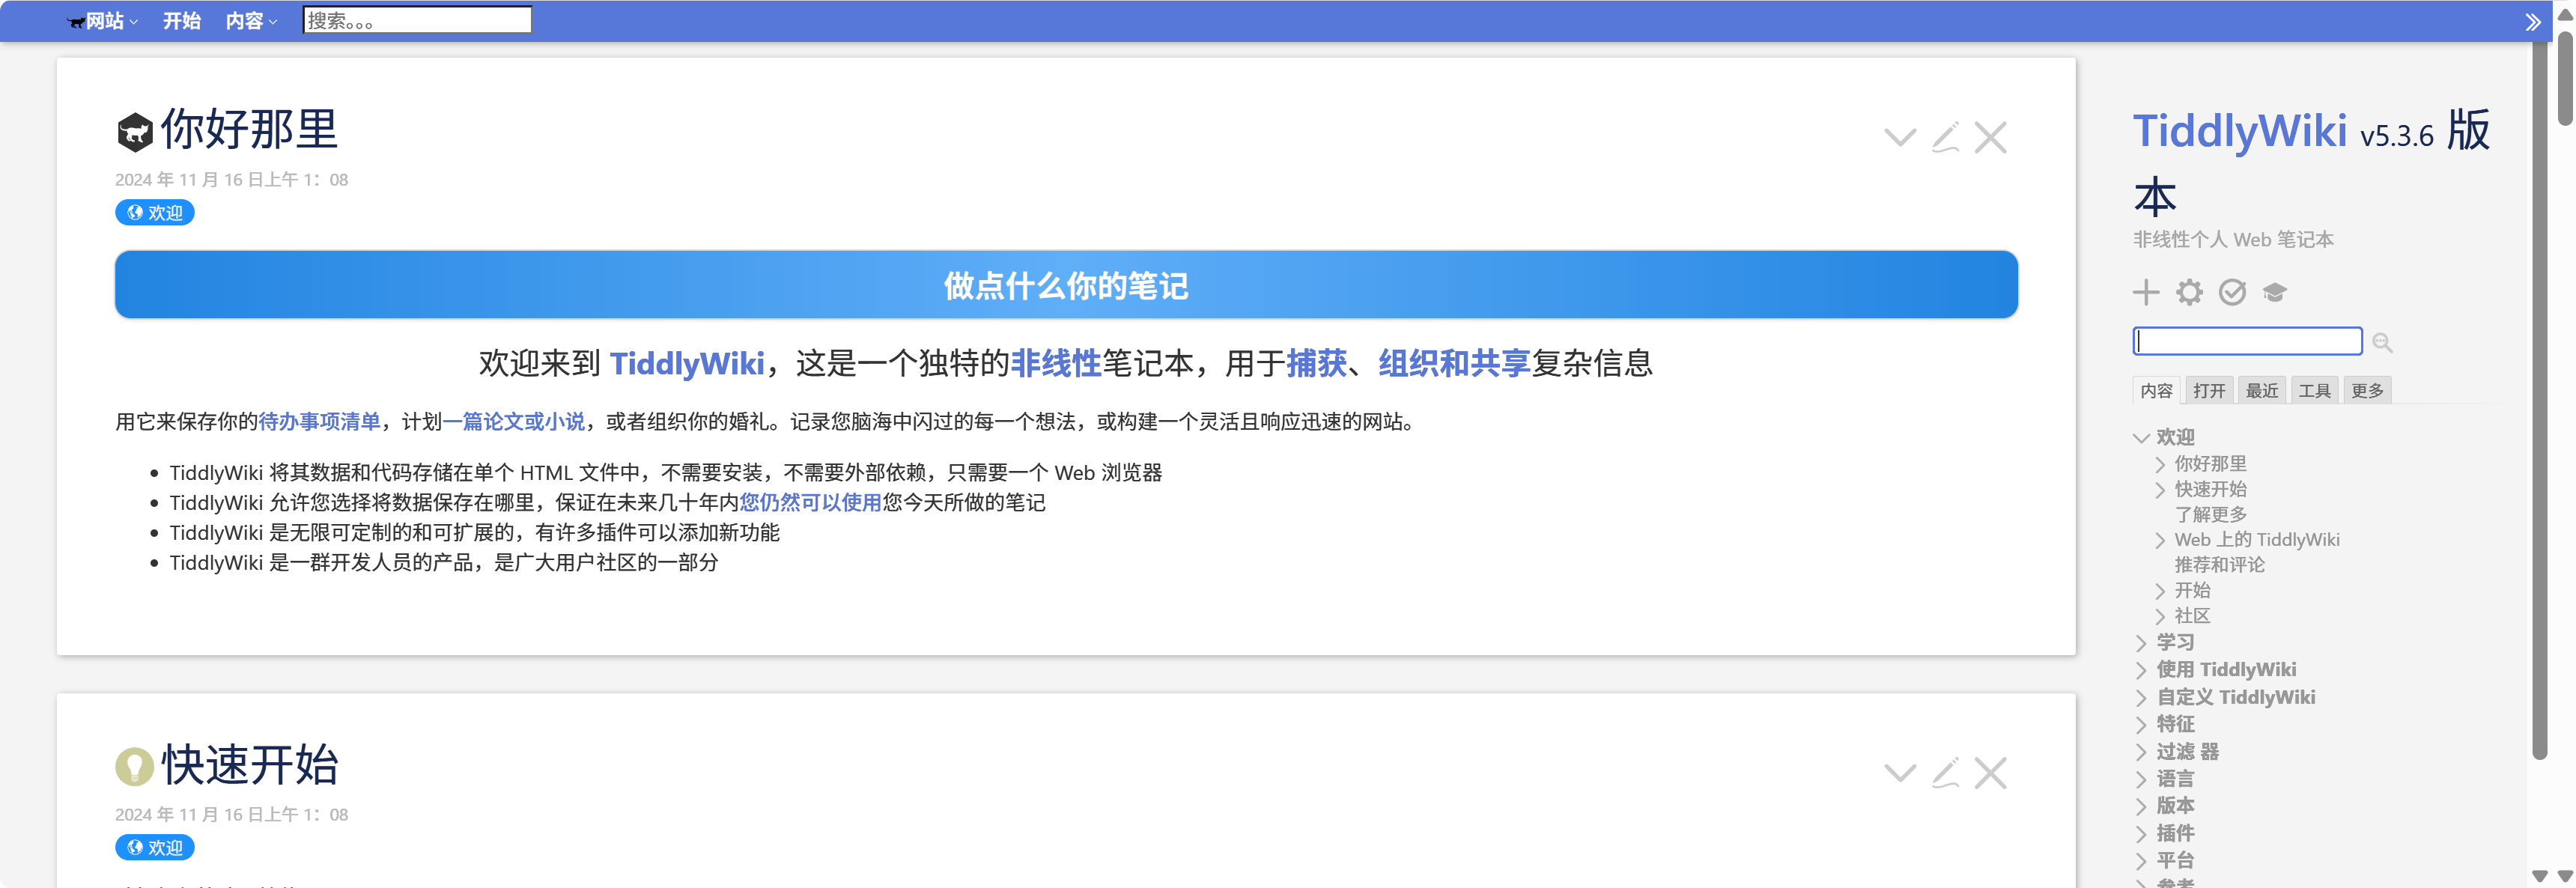 网站 开始 内容 搜索。。。
你好那里
2024 年 11 月 16 日上午 1：08
欢迎
做点什么你的笔记
欢迎来到 TiddlyWiki，这是一个独特的非线性笔记本，用于捕获、组织和共享复杂信息
用它来保存你的待办事项清单，计划一篇论文或小说，或者组织你的婚礼。记录您脑海中闪过的每一个想法，或构建一个灵活且响应迅速的网站。
TiddlyWiki 将其数据和代码存储在单个 HTML 文件中，不需要安装，不需要外部依赖，只需要一个 Web 浏览器
TiddlyWiki 允许您选择将数据保存在哪里，保证在未来几十年内您仍然可以使用您今天所做的笔记
TiddlyWiki 是无限可定制的和可扩展的，有许多插件可以添加新功能
TiddlyWiki 是一群开发人员的产品，是广大用户社区的一部分
快速开始
2024 年 11 月 16 日上午 1：08
欢迎
TiddlyWiki v5.3.6 版
本
非线性个人 Web 笔记本
内容 打开 最近 工具 更多
欢迎
你好那里
快速开始
了解更多
Web 上的 TiddlyWiki
推荐和评论
开始
社区
学习
使用 TiddlyWiki
自定义 TiddlyWiki
特征
过滤 器
语言
版本
插件
平台